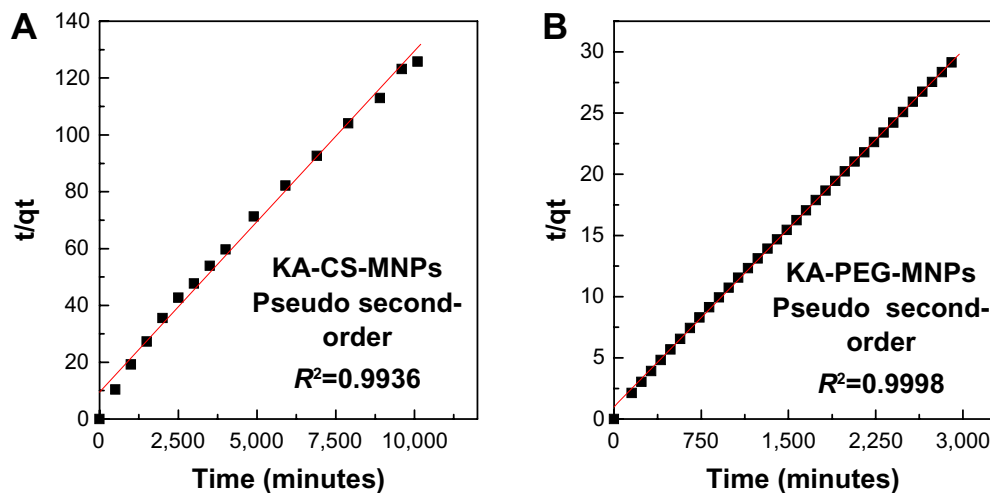 A
140
120
100
80
60
40
20
0
t/qt
KA-CS-MNPs
Pseudo second-
order
R²=0.9936
0 2,500 5,000 7,500 10,000
Time (minutes)
B
30
25
20
15
10
5
0
t/qt
KA-PEG-MNPs
Pseudo second-
order
R²=0.9998
0 750 1,500 2,250 3,000
Time (minutes)